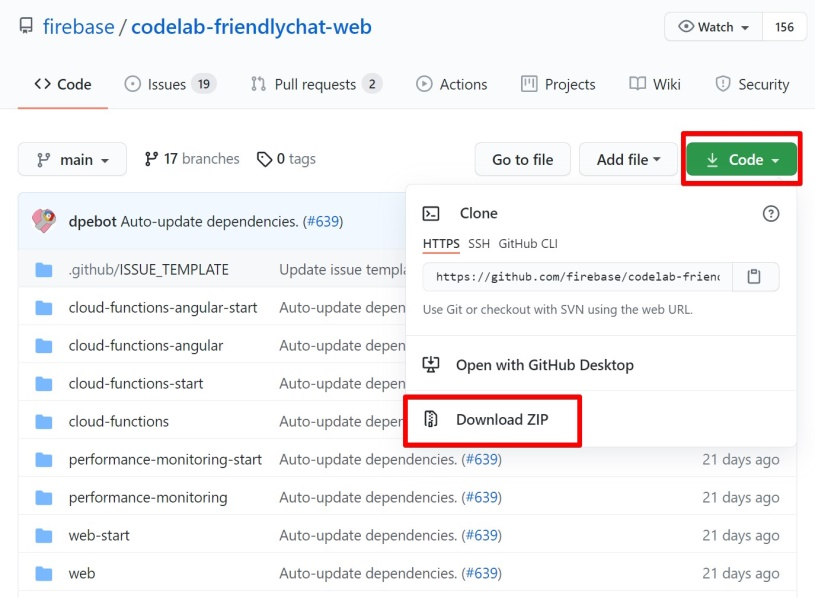 firebase / codelab-friendlychat-web Watch 156
Code Issues 19 Pull requests 2 Actions Projects Wiki Security
main 17 branches 0 tags Go to file Add file Code
dpebot Auto-update dependencies. (#639)
Clone
HTTPS SSH GitHub CLI
.github/ISSUE_TEMPLATE Update issue
https://github.com/firebase/codelab-frien
cloud-functions-angular-start Auto-update
Use Git or checkout with SVN using the web URL.
cloud-functions-angular Auto-update
Open with GitHub Desktop
cloud-functions-start Auto-update
cloud-functions Auto-update
Download ZIP
performance-monitoring-start Auto-update dependencies. (#639) 21 days ago
performance-monitoring Auto-update dependencies. (#639) 21 days ago
web-start Auto-update dependencies. (#639) 21 days ago
web Auto-update dependencies. (#639) 21 days ago